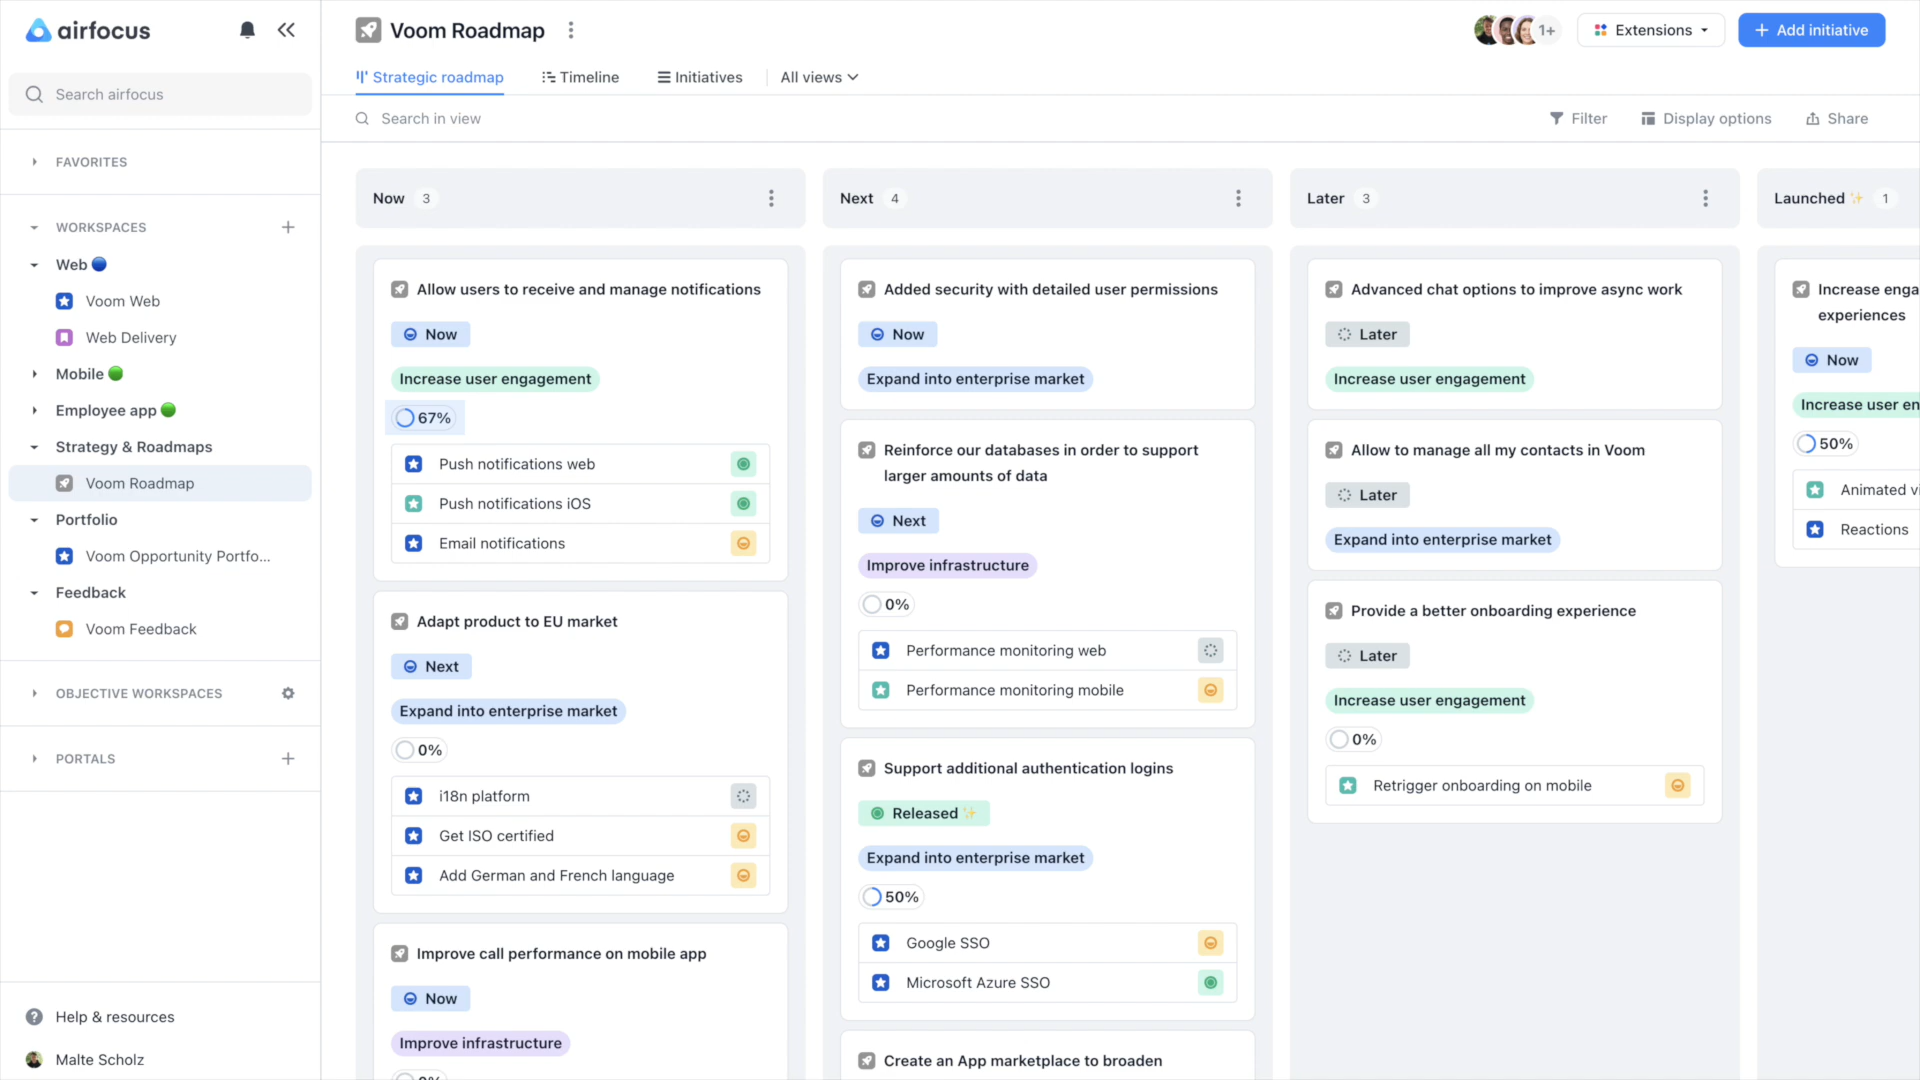 airfocus
Search airfocus
FAVORITES
WORKSPACES
Web
Voom Web
Web Delivery
Mobile
Employee app
Strategy & Roadmaps
Voom Roadmap
Portfolio
Voom Opportunity Portfo...
Feedback
Voom Feedback
OBJECTIVE WORKSPACES
PORTALS
Help & resources
Malte Scholz
Voom Roadmap
1+
Extensions
Add initiative
Strategic roadmap
Timeline
Initiatives
All views
Search in view
Filter
Display options
Share
Now 3
Allow users to receive and manage notifications
Now
Increase user engagement
67%
Push notifications web
Push notifications iOS
Email notifications
Adapt product to EU market
Next
Expand into enterprise market
0%
i18n platform
Get ISO certified
Add German and French language
Improve call performance on mobile app
Now
Improve infrastructure
0%
Next 4
Added security with detailed user permissions
Now
Expand into enterprise market
Reinforce our databases in order to support
larger amounts of data
Next
Improve infrastructure
0%
Performance monitoring web
Performance monitoring mobile
Support additional authentication logins
Released
Expand into enterprise market
50%
Google SSO
Microsoft Azure SSO
Create an App marketplace to broaden
Later 3
Advanced chat options to improve async work
Later
Increase user engagement
Allow to manage all my contacts in Voom
Later
Expand into enterprise market
Provide a better onboarding experience
Later
Increase user engagement
0%
Retrigger onboarding on mobile
Launched 1
Increase enga
experiences
Now
Increase user en
50%
Animated vi
Reactions